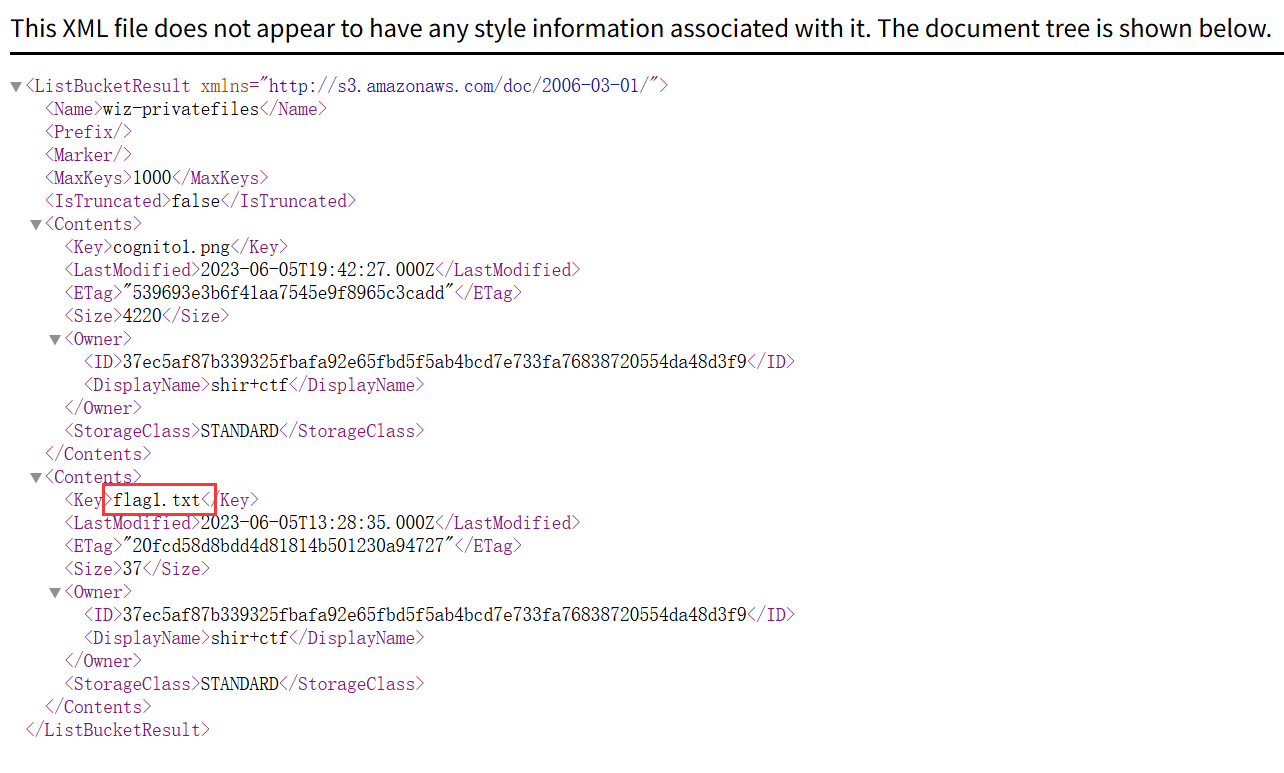 This XML file does not appear to have any style information associated with it. The document tree is shown below.
▼<ListBucketResult xmlns="http://s3.amazonaws.com/doc/2006-03-01/">
<Name>wiz-privatefiles</Name>
<Prefix/>
<Marker/>
<MaxKeys>1000</MaxKeys>
<IsTruncated>false</IsTruncated>
▼<Contents>
<Key>cognito1.png</Key>
<LastModified>2023-06-05T19:42:27.000Z</LastModified>
<ETag>"539693e3b6f41aa7545e9f8965c3cadd"</ETag>
<Size>4220</Size>
▼<Owner>
<ID>37ec5af87b339325fbafa92e65fbd5f5ab4bcd7e733fa76838720554da48d3f9</ID>
<DisplayName>shir+ctf</DisplayName>
</Owner>
<StorageClass>STANDARD</StorageClass>
</Contents>
▼<Contents>
<Key>flag1.txt</Key>
<LastModified>2023-06-05T13:28:35.000Z</LastModified>
<ETag>"20fcd58d8bdd4d81814b501230a94727"</ETag>
<Size>37</Size>
▼<Owner>
<ID>37ec5af87b339325fbafa92e65fbd5f5ab4bcd7e733fa76838720554da48d3f9</ID>
<DisplayName>shir+ctf</DisplayName>
</Owner>
<StorageClass>STANDARD</StorageClass>
</Contents>
</ListBucketResult>